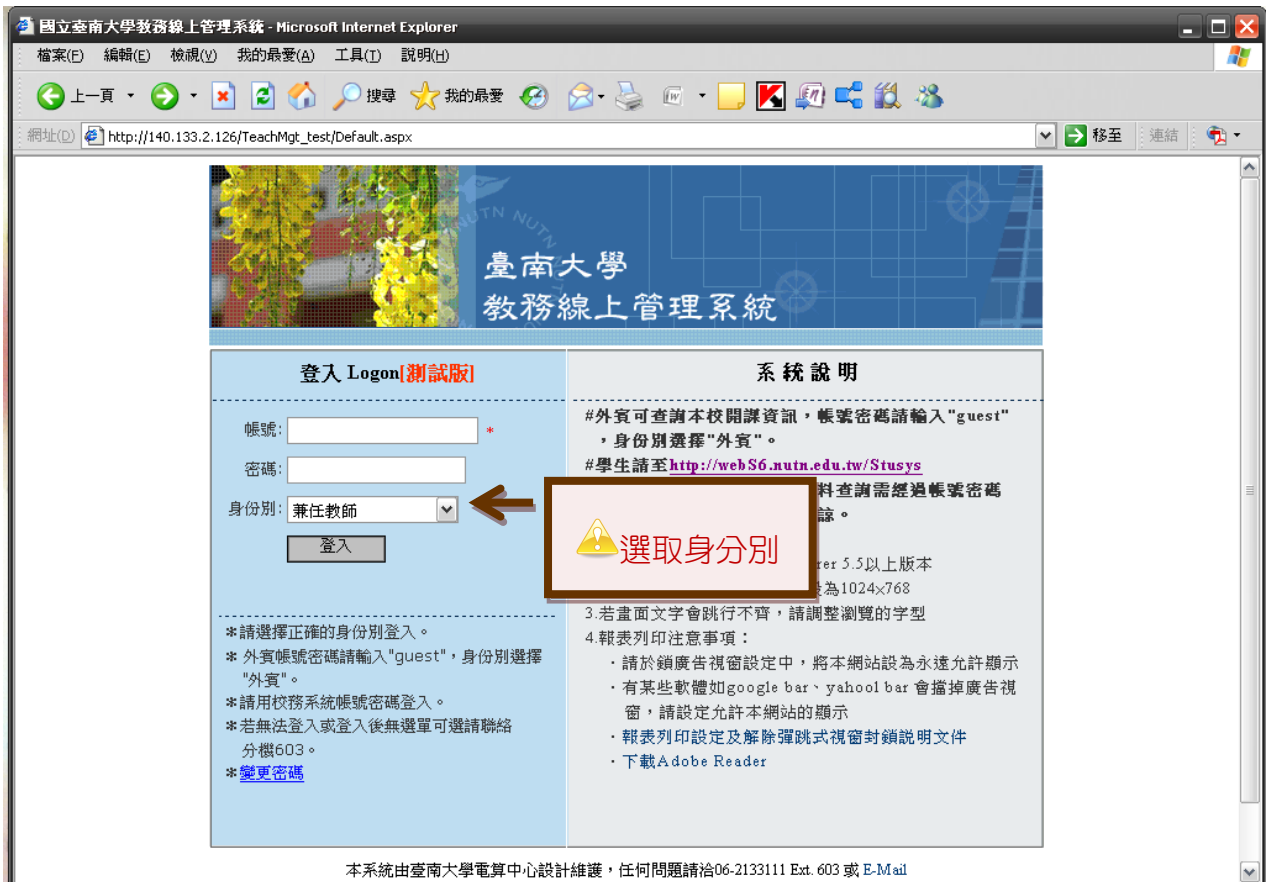 國立臺南大學教務線上管理系統 - Microsoft Internet Explorer
檔案(F) 編輯(E) 檢視(V) 我的最愛(A) 工具(T) 說明(H)
上一頁 搜尋 我的最愛
網址(D) http://140.133.2.126/TeachMgt_test/Default.aspx 移至 連結
NUTN NUTN
臺南大學
教務線上管理系統
登入 Logon[測試版]
帳號: *
密碼:
身份別: 兼任教師
登入
*請選擇正確的身份別登入。
* 外賓帳號密碼請輸入"guest"，身份別選擇
"外賓"。
*請用校務系統帳號密碼登入。
*若無法登入或登入後無選單可選請聯絡
分機603。
*變更密碼
系 統 說 明
#外賓可查詢本校開課資訊，帳號密碼請輸入"guest"
，身份別選擇"外賓"。
#學生請至http://webS6.nutn.edu.tw/Stusys
料查詢需經過帳號密碼
諒。
選取身分別
rer 5.5以上版本
設為1024x768
3.若畫面文字會跳行不齊，請調整瀏覽的字型
4.報表列印注意事項：
．請於鎖廣告視窗設定中，將本網站設為永遠允許顯示
．有某些軟體如google bar、yahool bar 會擋掉廣告視
窗，請設定允許本網站的顯示
．報表列印設定及解除彈跳式視窗封鎖說明文件
．下載Adobe Reader
本系統由臺南大學電算中心設計維護，任何問題請洽06-2133111 Ext. 603 或 E-Mail